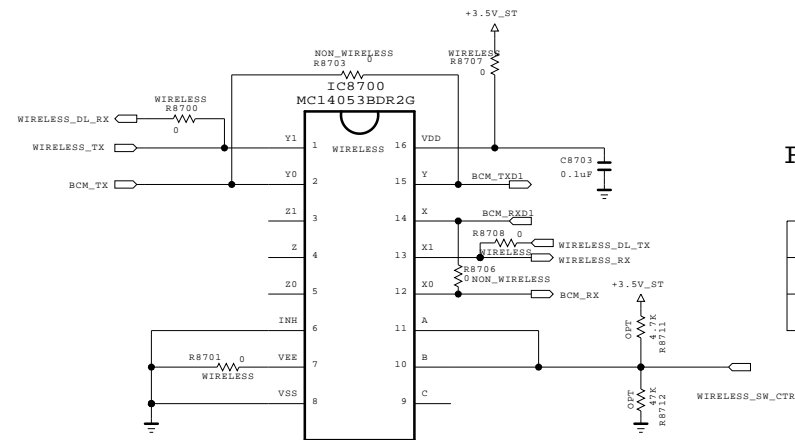 +3.5V_ST
NON_WIRELESS
R8703
0
WIRELESS
R8707
0
IC8700
MC14053BDR2G
WIRELESS
R8700
0
WIRELESS_DL_RX
WIRELESS_TX
BCM_TX
WIRELESS
Y1
1
16
VDD
Y0
2
15
Y
BCM_TXD1
C8703
0.1uF
Z1
3
14
X
BCM_RXD1
R8708
0
WIRELESS_DL_TX
WIRELESS
WIRELESS_RX
Z
4
13
X1
R8706
0
NON_WIRELESS
Z0
5
12
X0
BCM_RX
+3.5V_ST
INH
6
11
A
OPT
4.7K
R8711
R8701
0
WIRELESS
VEE
7
10
B
VSS
8
9
C
OPT
47K
R8712
WIRELESS_SW_CTR